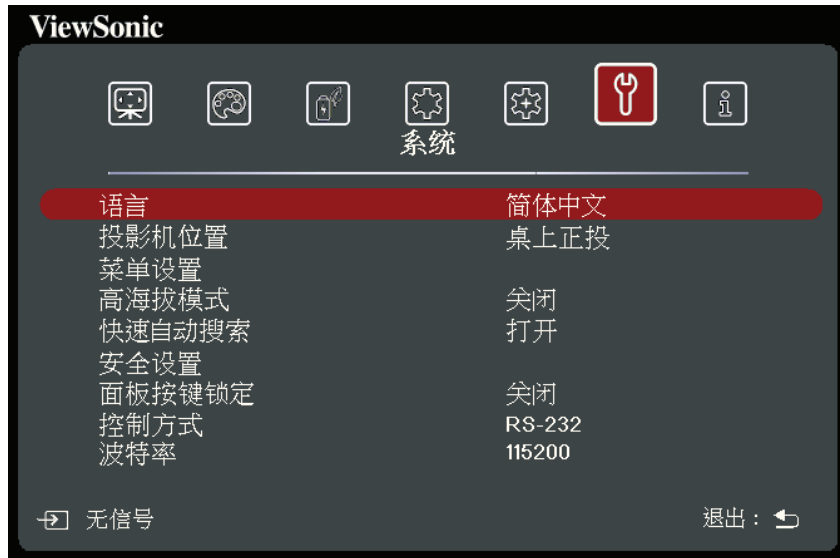 ViewSonic
系统
语言 简体中文
投影机位置 桌上正投
菜单设置
高海拔模式 关闭
快速自动搜索 打开
安全设置
面板按键锁定 关闭
控制方式 RS-232
波特率 115200
无信号 退出：